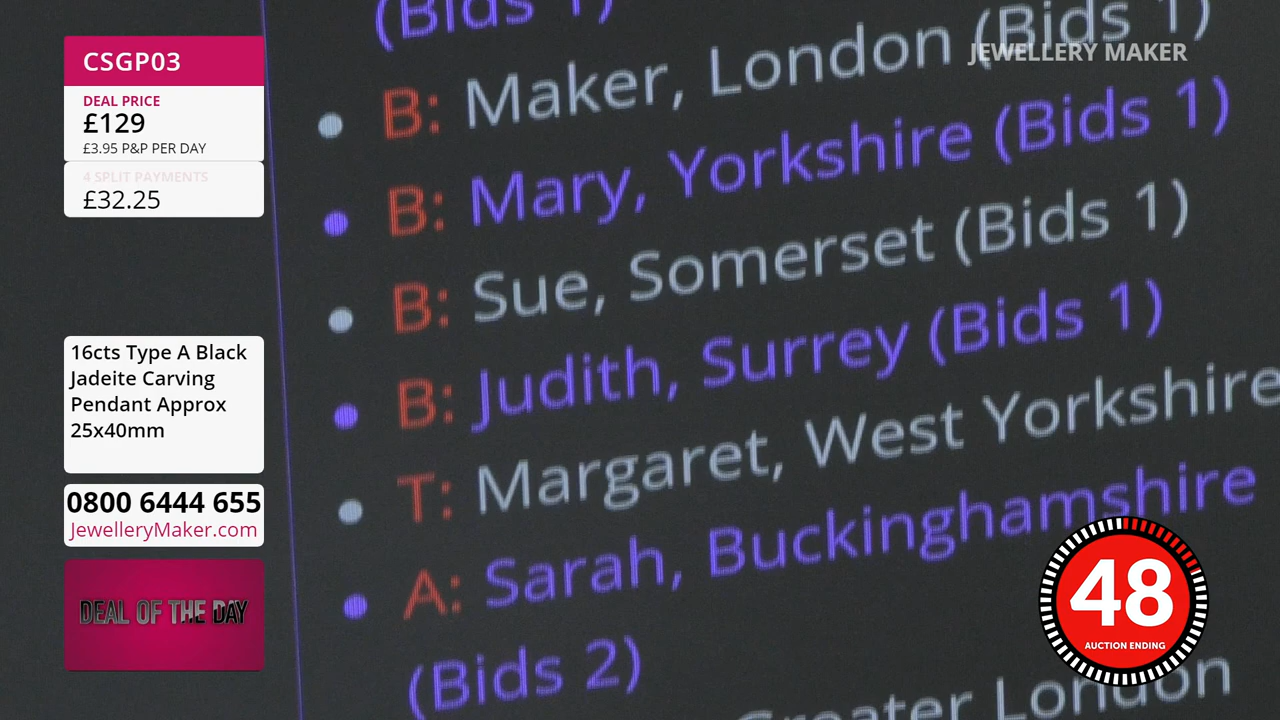 CSGP03
DEAL PRICE
£129
£3.95 P&P PER DAY
4 SPLIT PAYMENTS
£32.25
16cts Type A Black
Jadeite Carving
Pendant Approx
25x40mm
0800 6444 655
JewelleryMaker.com
DEAL OF THE DAY
JEWELLERY MAKER
(Bids 1)
B: Maker, London (Bids 1)
B: Mary, Yorkshire (Bids 1)
B: Sue, Somerset (Bids 1)
B: Judith, Surrey (Bids 1)
T: Margaret, West Yorkshire
A: Sarah, Buckinghamshire
(Bids 2)
Greater London
48
AUCTION ENDING